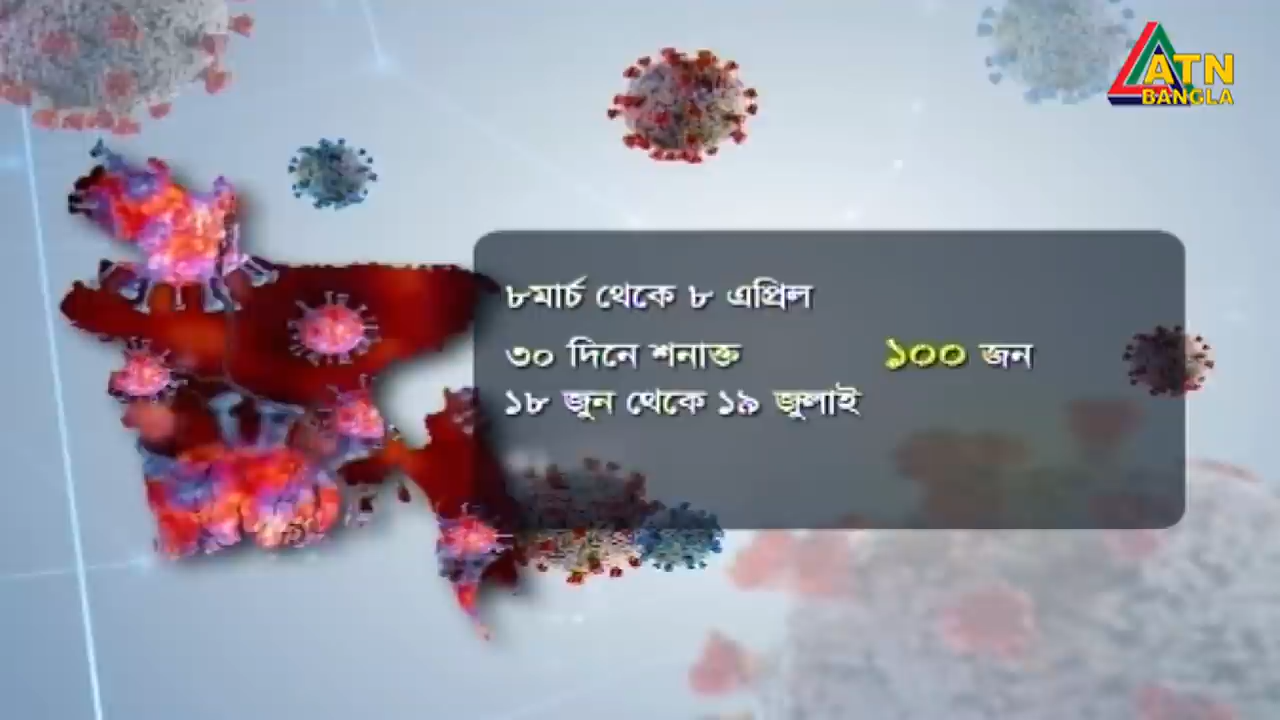 ATN
BANGLA
৮মার্চ থেকে ৮ এপ্রিল
৩০ দিনে শনাক্ত ১০০ জন
১৮ জুন থেকে ১৯ জুলাই